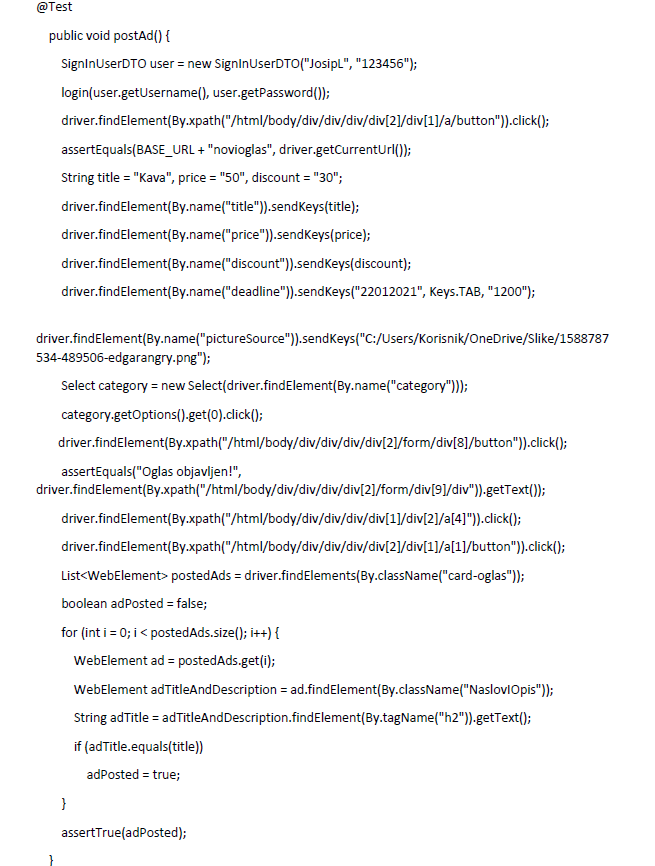 @Test
public void postAd() {
SignInUserDTO user = new SignInUserDTO("JosipL", "123456");
login(user.getUsername(), user.getPassword());
driver.findElement(By.xpath("/html/body/div/div/div/div[2]/div[1]/a/button")).click();
assertEquals(BASE_URL + "novioglas", driver.getCurrentUrl());
String title = "Kava", price = "50", discount = "30";
driver.findElement(By.name("title")).sendKeys(title);
driver.findElement(By.name("price")).sendKeys(price);
driver.findElement(By.name("discount")).sendKeys(discount);
driver.findElement(By.name("deadline")).sendKeys("22012021", Keys.TAB, "1200");
driver.findElement(By.name("pictureSource")).sendKeys("C:/Users/Korisnik/OneDrive/Slike/1588787
534-489506-edgarangry.png");
Select category = new Select(driver.findElement(By.name("category")));
category.getOptions().get(0).click();
driver.findElement(By.xpath("/html/body/div/div/div/div[2]/form/div[8]/button")).click();
assertEquals("Oglas objavljen!",
driver.findElement(By.xpath("/html/body/div/div/div/div[2]/form/div[9]/div")).getText());
driver.findElement(By.xpath("/html/body/div/div/div/div[1]/div[2]/a[4]")).click();
driver.findElement(By.xpath("/html/body/div/div/div/div[2]/div[1]/a[1]/button")).click();
List<WebElement> postedAds = driver.findElements(By.className("card-oglas"));
boolean adPosted = false;
for (int i = 0; i < postedAds.size(); i++) {
WebElement ad = postedAds.get(i);
WebElement adTitleAndDescription = ad.findElement(By.className("NaslovIOpis"));
String adTitle = adTitleAndDescription.findElement(By.tagName("h2")).getText();
if (adTitle.equals(title))
adPosted = true;
}
assertTrue(adPosted);
}